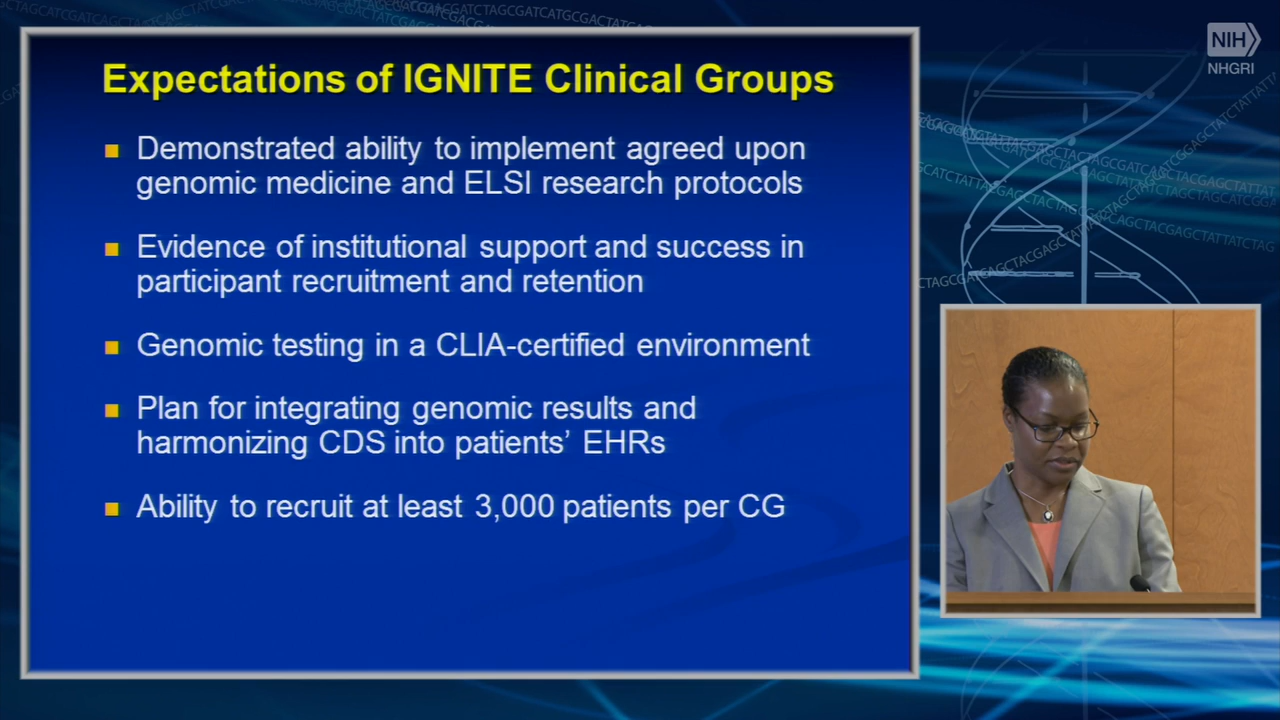 Expectations of IGNITE Clinical Groups
Demonstrated ability to implement agreed upon
genomic medicine and ELSI research protocols
Evidence of institutional support and success in
participant recruitment and retention
Genomic testing in a CLIA-certified environment
Plan for integrating genomic results and
harmonizing CDS into patients’ EHRs
Ability to recruit at least 3,000 patients per CG
NIH
NHGRI